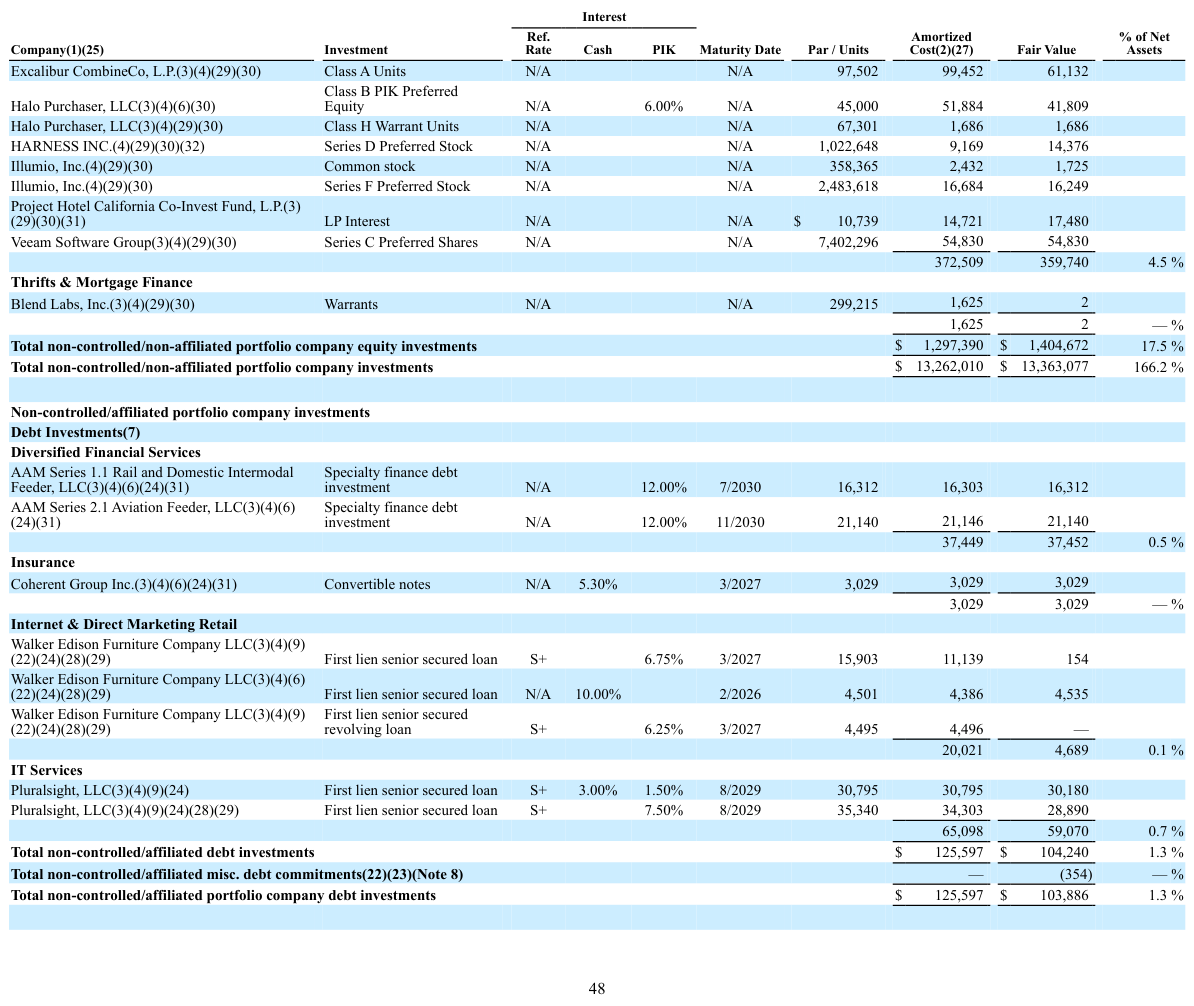 Interest
Company(1)(25) Investment Ref. Rate Cash PIK Maturity Date Par / Units Amortized Cost(2)(27) Fair Value % of Net Assets
Excalibur CombineCo, L.P.(3)(4)(29)(30) Class A Units N/A N/A 97,502 99,452 61,132
Halo Purchaser, LLC(3)(4)(6)(30) Class B PIK Preferred Equity N/A 6.00% N/A 45,000 51,884 41,809
Halo Purchaser, LLC(3)(4)(29)(30) Class H Warrant Units N/A N/A 67,301 1,686 1,686
HARNESS INC.(4)(29)(30)(32) Series D Preferred Stock N/A N/A 1,022,648 9,169 14,376
Illumio, Inc.(4)(29)(30) Common stock N/A N/A 358,365 2,432 1,725
Illumio, Inc.(4)(29)(30) Series F Preferred Stock N/A N/A 2,483,618 16,684 16,249
Project Hotel California Co-Invest Fund, L.P.(3)
(29)(30)(31) LP Interest N/A N/A $ 10,739 14,721 17,480
Veeam Software Group(3)(4)(29)(30) Series C Preferred Shares N/A N/A 7,402,296 54,830 54,830
372,509 359,740 4.5 %
Thrifts & Mortgage Finance
Blend Labs, Inc.(3)(4)(29)(30) Warrants N/A N/A 299,215 1,625 2
1,625 2 — %
Total non-controlled/non-affiliated portfolio company equity investments $ 1,297,390 $ 1,404,672 17.5 %
Total non-controlled/non-affiliated portfolio company investments $ 13,262,010 $ 13,363,077 166.2 %
Non-controlled/affiliated portfolio company investments
Debt Investments(7)
Diversified Financial Services
AAM Series 1.1 Rail and Domestic Intermodal Feeder, LLC(3)(4)(6)(24)(31) Specialty finance debt investment N/A 12.00% 7/2030 16,312 16,303 16,312
AAM Series 2.1 Aviation Feeder, LLC(3)(4)(6)
(24)(31) Specialty finance debt investment N/A 12.00% 11/2030 21,140 21,146 21,140
37,449 37,452 0.5 %
Insurance
Coherent Group Inc.(3)(4)(6)(24)(31) Convertible notes N/A 5.30% 3/2027 3,029 3,029 3,029
3,029 3,029 — %
Internet & Direct Marketing Retail
Walker Edison Furniture Company LLC(3)(4)(9)
(22)(24)(28)(29) First lien senior secured loan S+ 6.75% 3/2027 15,903 11,139 154
Walker Edison Furniture Company LLC(3)(4)(6)
(22)(24)(28)(29) First lien senior secured loan N/A 10.00% 2/2026 4,501 4,386 4,535
Walker Edison Furniture Company LLC(3)(4)(9)
(22)(24)(28)(29) First lien senior secured revolving loan S+ 6.25% 3/2027 4,495 4,496 —
20,021 4,689 0.1 %
IT Services
Pluralsight, LLC(3)(4)(9)(24) First lien senior secured loan S+ 3.00% 1.50% 8/2029 30,795 30,795 30,180
Pluralsight, LLC(3)(4)(9)(24)(28)(29) First lien senior secured loan S+ 7.50% 8/2029 35,340 34,303 28,890
65,098 59,070 0.7 %
Total non-controlled/affiliated debt investments $ 125,597 $ 104,240 1.3 %
Total non-controlled/affiliated misc. debt commitments(22)(23)(Note 8) — (354) — %
Total non-controlled/affiliated portfolio company debt investments $ 125,597 $ 103,886 1.3 %
48